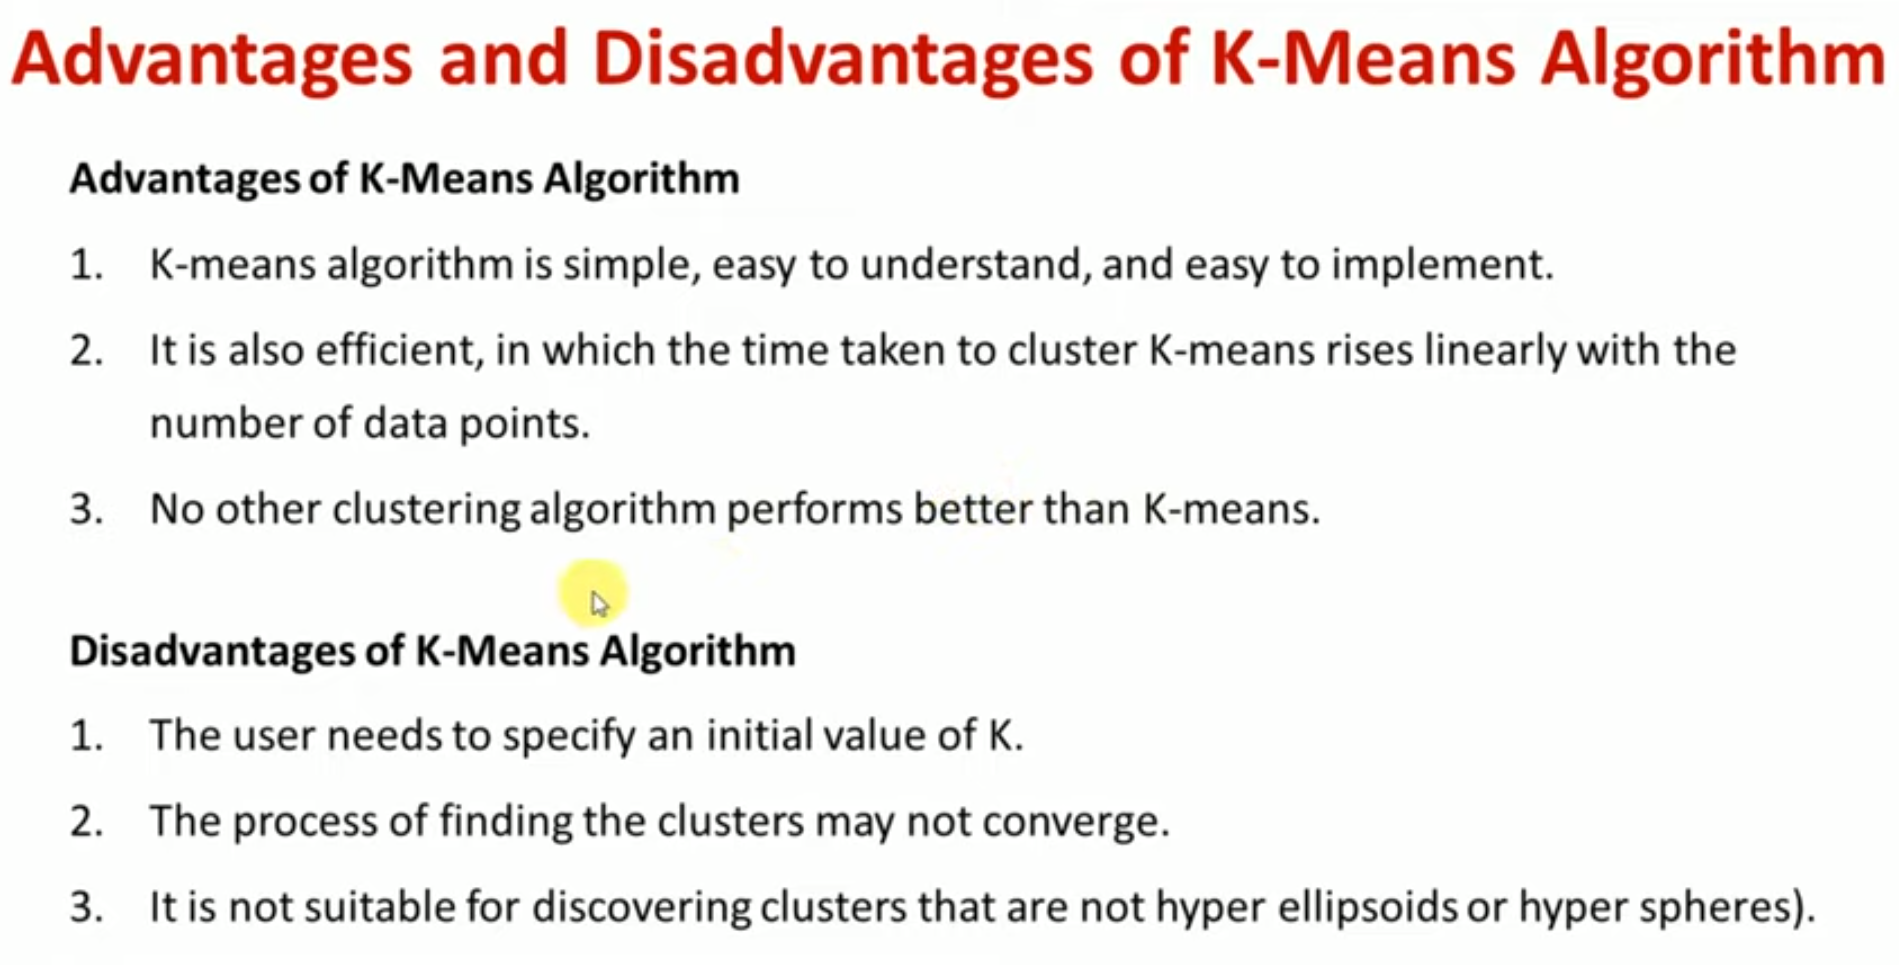 Advantages and Disadvantages of K-Means Algorithm
Advantages of K-Means Algorithm
1. K-means algorithm is simple, easy to understand, and easy to implement.
2. It is also efficient, in which the time taken to cluster K-means rises linearly with the
number of data points.
3. No other clustering algorithm performs better than K-means.
Disadvantages of K-Means Algorithm
1. The user needs to specify an initial value of K.
2. The process of finding the clusters may not converge.
3. It is not suitable for discovering clusters that are not hyper ellipsoids or hyper spheres).